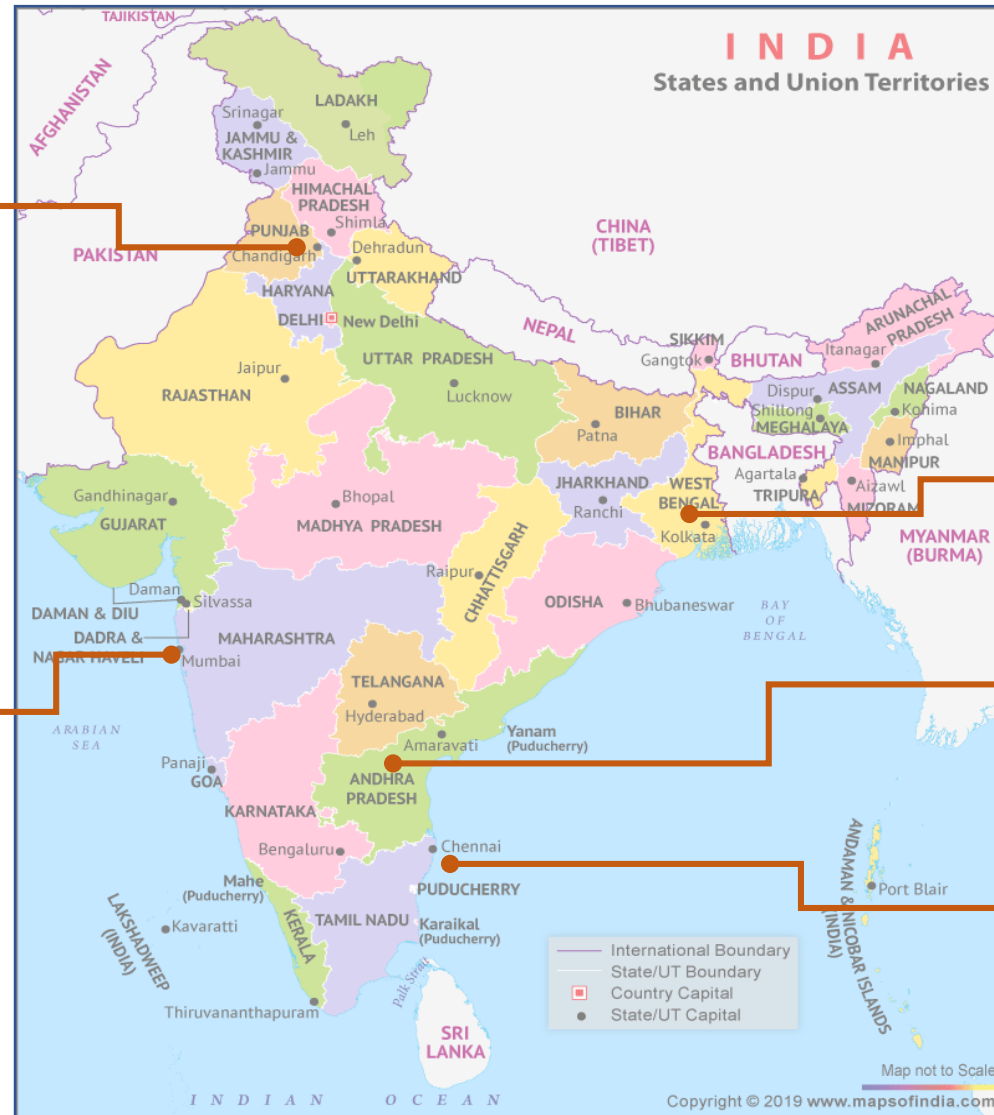 TAJIKISTAN
I N D I A
States and Union Territories
AFGHANISTAN
LADAKH
Leh
Srinagar
JAMMU &
KASHMIR
Jammu
HIMACHAL
PRADESH
Shimla
PUNJAB
Chandigarh
PAKISTAN
CHINA
(TIBET)
Dehradun
UTTARAKHAND
HARYANA
DELHI
New Delhi
NEPAL
SIKKIM
Gangtok
BHUTAN
ARUNACHAL
PRADESH
Itanagar
UTTAR PRADESH
Lucknow
Jaipur
RAJASTHAN
BIHAR
Patna
Dispur
ASSAM
NAGALAND
Kohima
Shillong
MEGHALAYA
Imphal
MANIPUR
BANGLADESH
Agartala
TRIPURA
Aizawl
MIZORAM
MYANMAR
(BURMA)
Gandhinagar
GUJARAT
Bhopal
MADHYA PRADESH
JHARKHAND
Ranchi
WEST
BENGAL
Kolkata
Raipur
CHHATTISGARH
ODISHA
Bhubaneswar
BAY
OF
BENGAL
Daman
Silvassa
DAMAN & DIU
DADRA &
NAGAR HAVELI
MAHARASHTRA
Mumbai
TELANGANA
Hyderabad
ARABIAN
SEA
Amaravati
Yanam
(Puducherry)
Panaji
GOA
ANDHRA
PRADESH
KARNATAKA
Bengaluru
Chennai
Mahe
(Puducherry)
PUDUCHERRY
KERALA
TAMIL NADU
Karaikal
(Puducherry)
LAKSHADWEEP
(INDIA)
Kavaratti
Thiruvananthapuram
Palk Strait
SRI
LANKA
ANDAMAN & NICOBAR ISLANDS
(INDIA)
Port Blair
International Boundary
State/UT Boundary
Country Capital
State/UT Capital
I N D I A N O C E A N
Map not to Scale
Copyright © 2019 www.mapsofindia.com